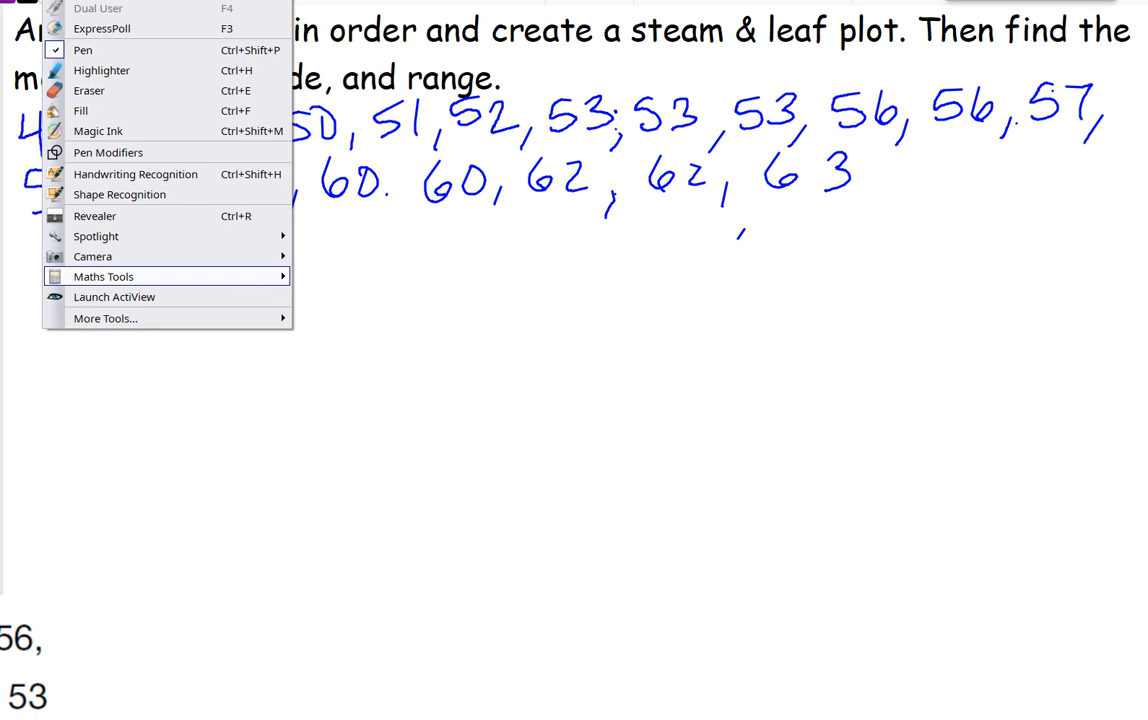 Dual User F4
ExpressPoll F3
in order and create a steam & leaf plot. Then find the
Pen Ctrl+Shift+P
Highlighter Ctrl+H
de, and range.
Eraser Ctrl+E
Fill Ctrl+F
Magic Ink Ctrl+Shift+M
50, 51, 52, 53; 53, 53, 56, 56, 57,
Pen Modifiers
Handwriting Recognition Ctrl+Shift+H
Shape Recognition
60. 60, 62, 62, 63
Revealer Ctrl+R
Spotlight
Camera
Maths Tools
Launch ActiView
More Tools...
56,
53